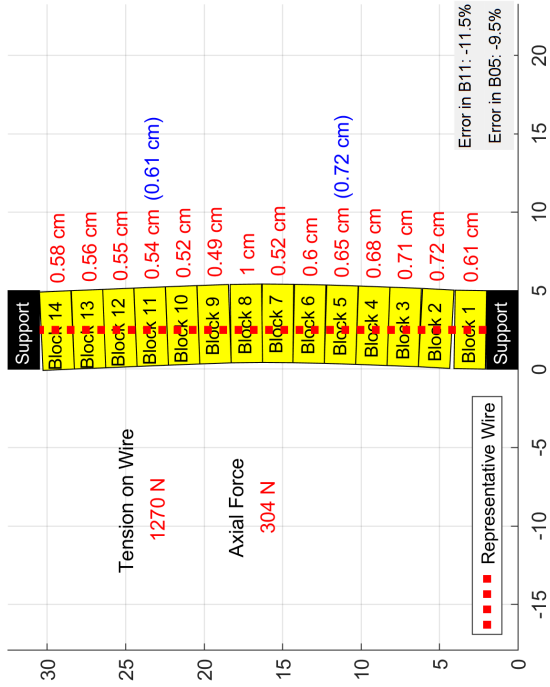 Support
Block 14
Block 13
Block 12
Block 11
Block 10
Block 9
Block 8
Block 7
Block 6
Block 5
Block 4
Block 3
Block 2
Block 1
Support
0.58 cm
0.56 cm
0.55 cm
0.54 cm (0.61 cm)
0.52 cm
0.49 cm
1 cm
0.52 cm
0.6 cm
0.65 cm (0.72 cm)
0.68 cm
0.71 cm
0.72 cm
0.61 cm
Tension on Wire
1270 N
Axial Force
304 N
Error in B11: -11.5%
Error in B05: -9.5%
Representative Wire
30
25
20
15
10
5
0
-15
-10
-5
0
5
10
15
20